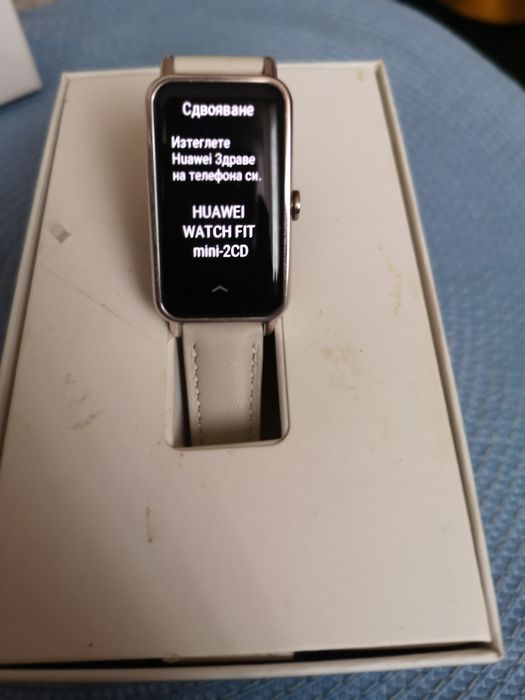 Сдвояване
Изтеглете
Huawei Здраве
на телефона си.
HUAWEI
WATCH FIT
mini-2CD